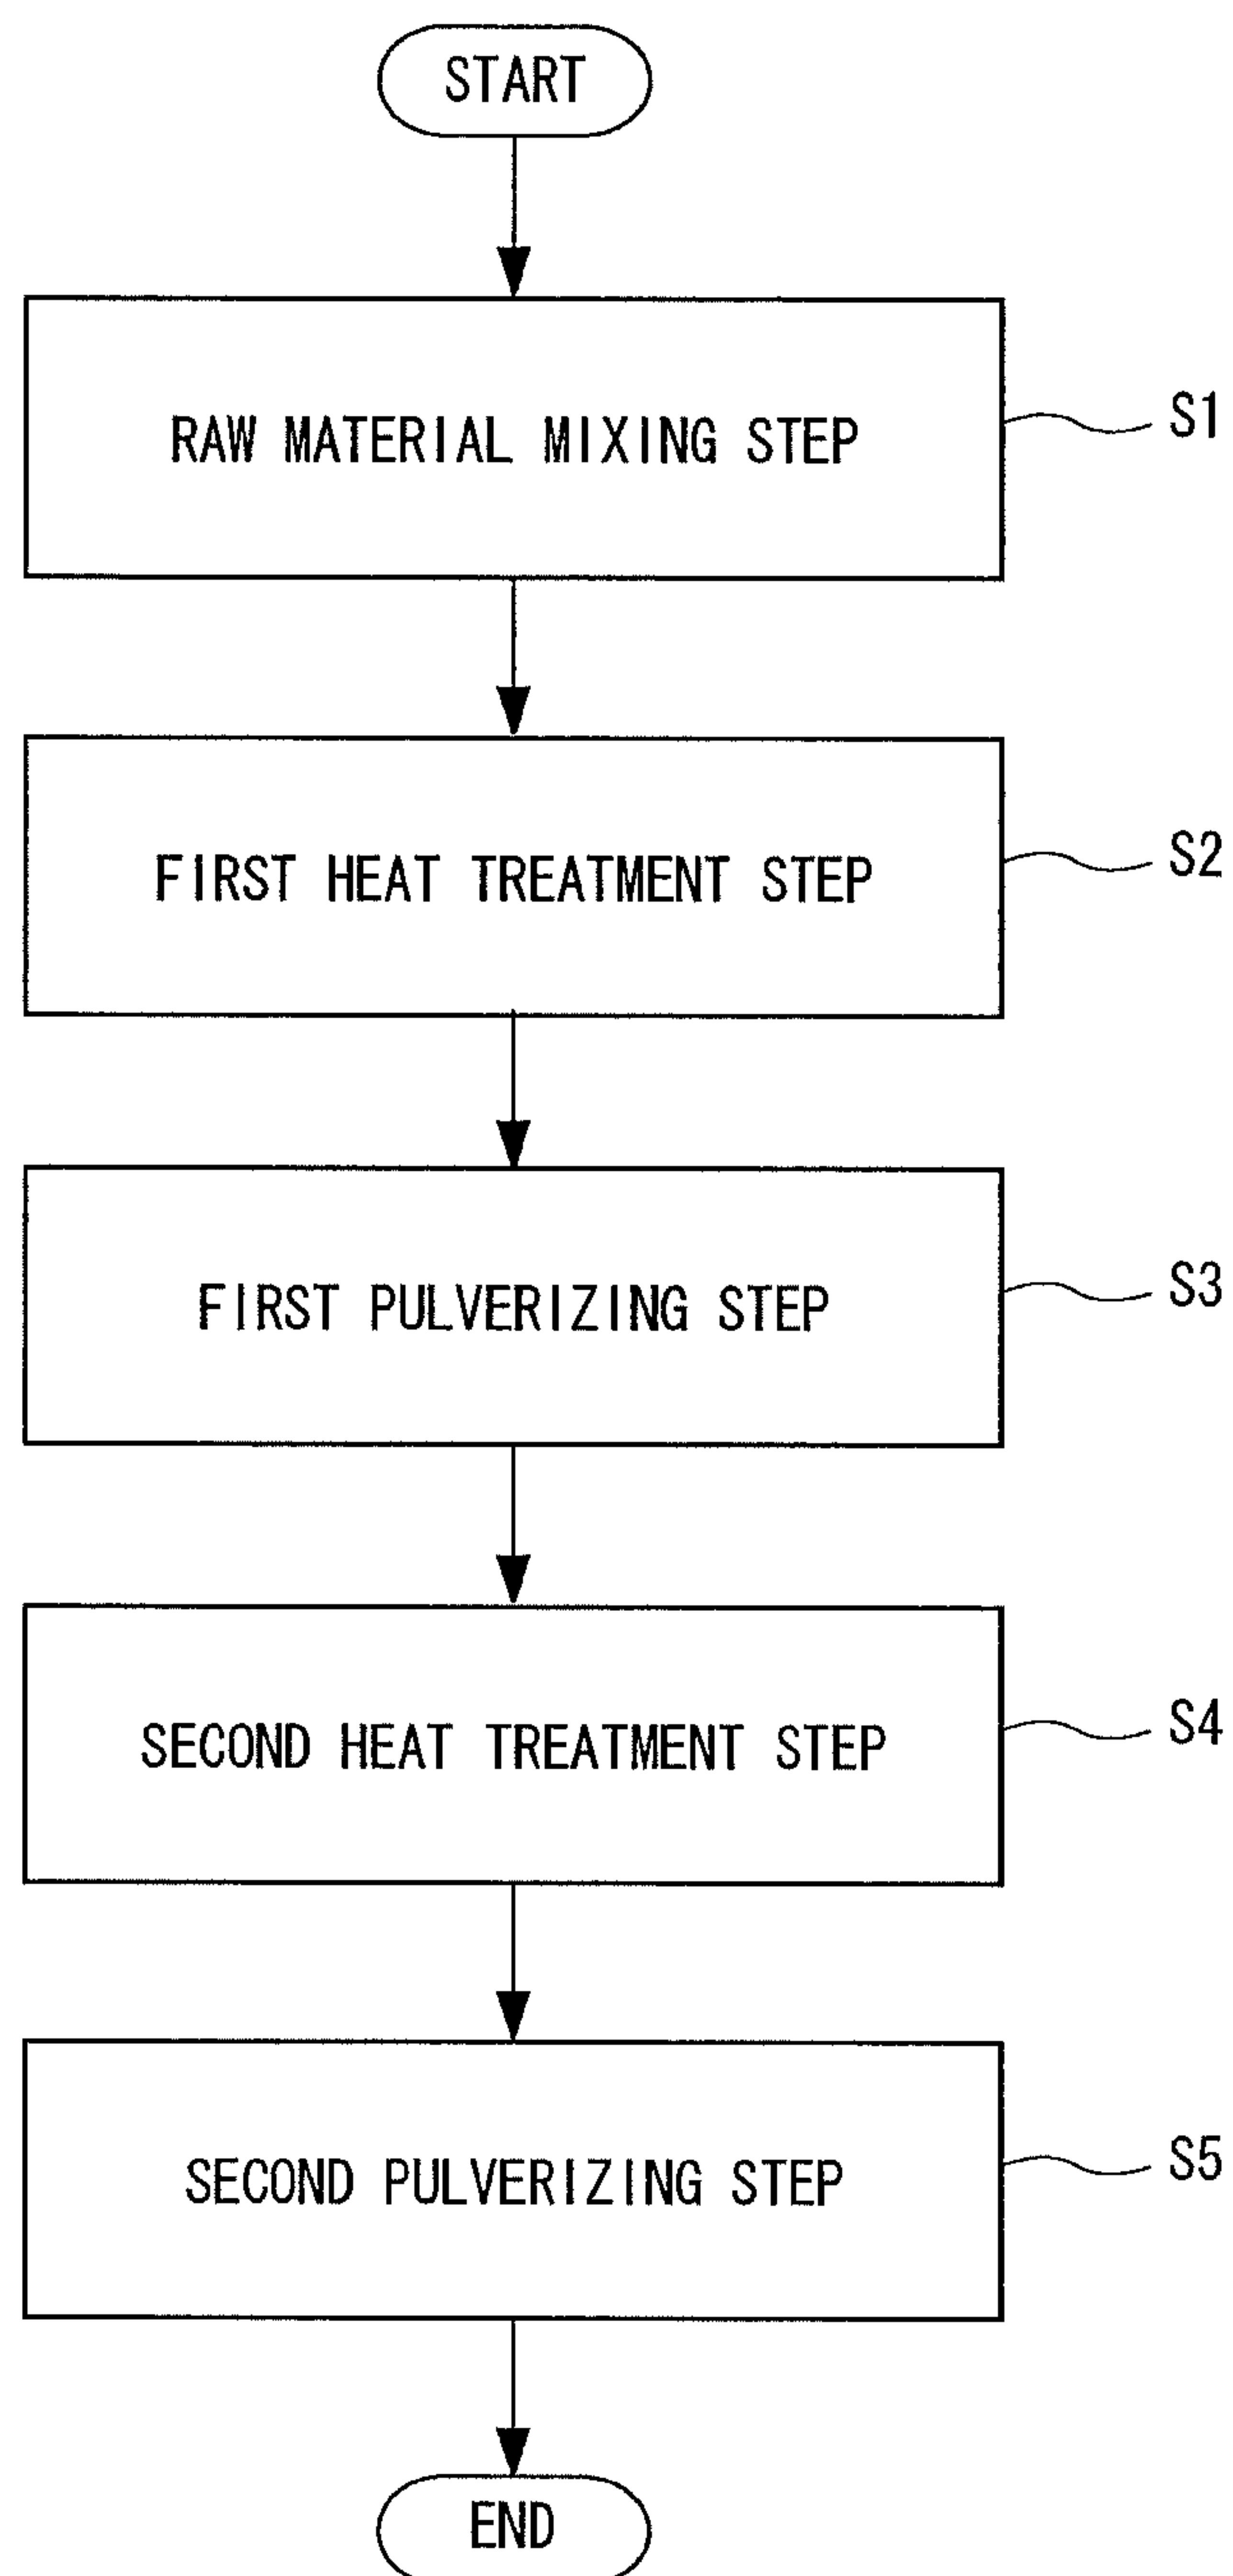 START
RAW MATERIAL MIXING STEP
S1
FIRST HEAT TREATMENT STEP
S2
FIRST PULVERIZING STEP
S3
SECOND HEAT TREATMENT STEP
S4
SECOND PULVERIZING STEP
S5
END